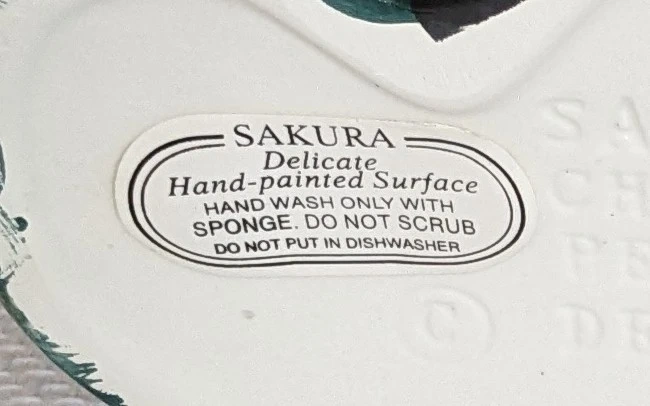 SAKURA
Delicate
Hand-painted Surface
HAND WASH ONLY WITH
SPONGE. DO NOT SCRUB
DO NOT PUT IN DISHWASHER
©